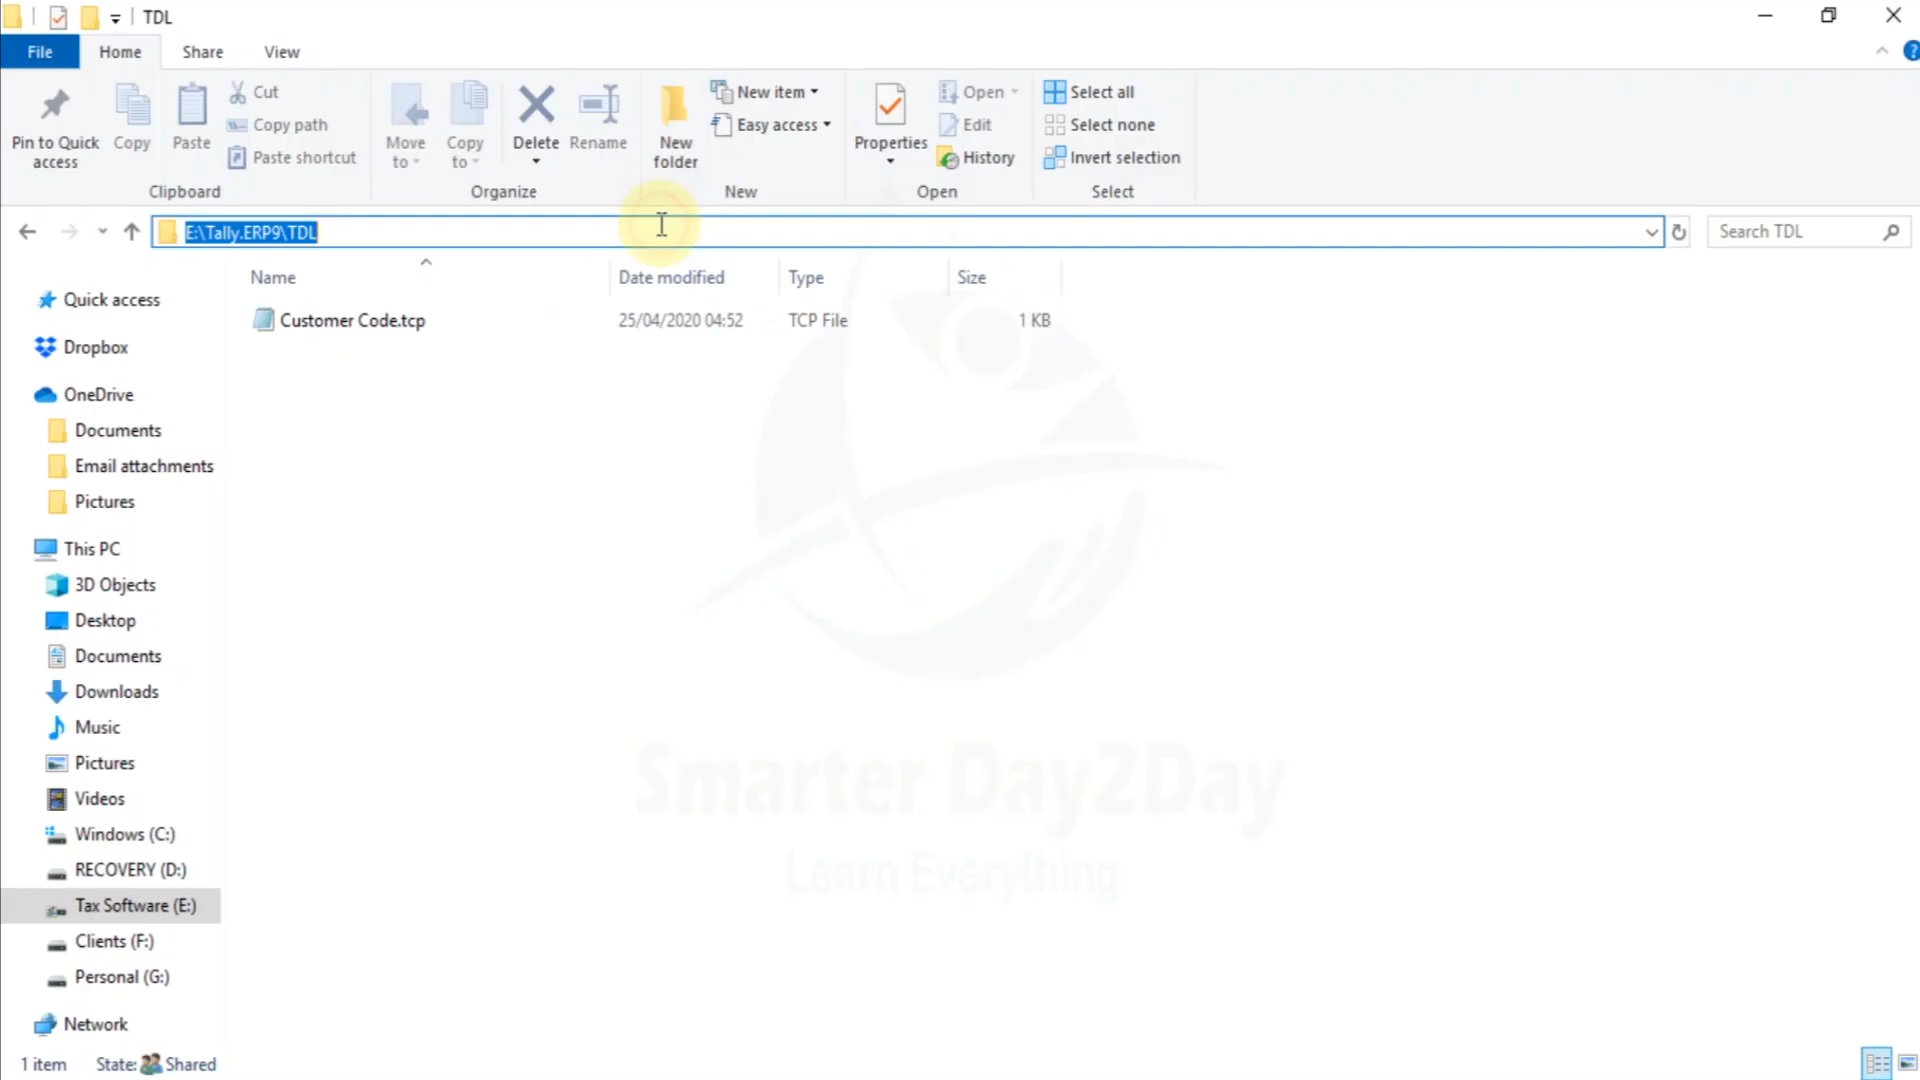 TDL
File Home Share View
Pin to Quick access
Copy
Paste
Cut
Copy path
Paste shortcut
Clipboard
Move to
Copy to
Delete
Rename
Organize
New folder
New item
Easy access
New
Properties
Open
Edit
History
Open
Select all
Select none
Invert selection
Select
E:\Tally.ERP9\TDL
Search TDL
Name Date modified Type Size
Customer Code.tcp 25/04/2020 04:52 TCP File 1 KB
Quick access
Dropbox
OneDrive
Documents
Email attachments
Pictures
This PC
3D Objects
Desktop
Documents
Downloads
Music
Pictures
Videos
Windows (C:)
RECOVERY (D:)
Tax Software (E:)
Clients (F:)
Personal (G:)
Network
Smarter Day2Day
Learn Everything
1 item State: Shared